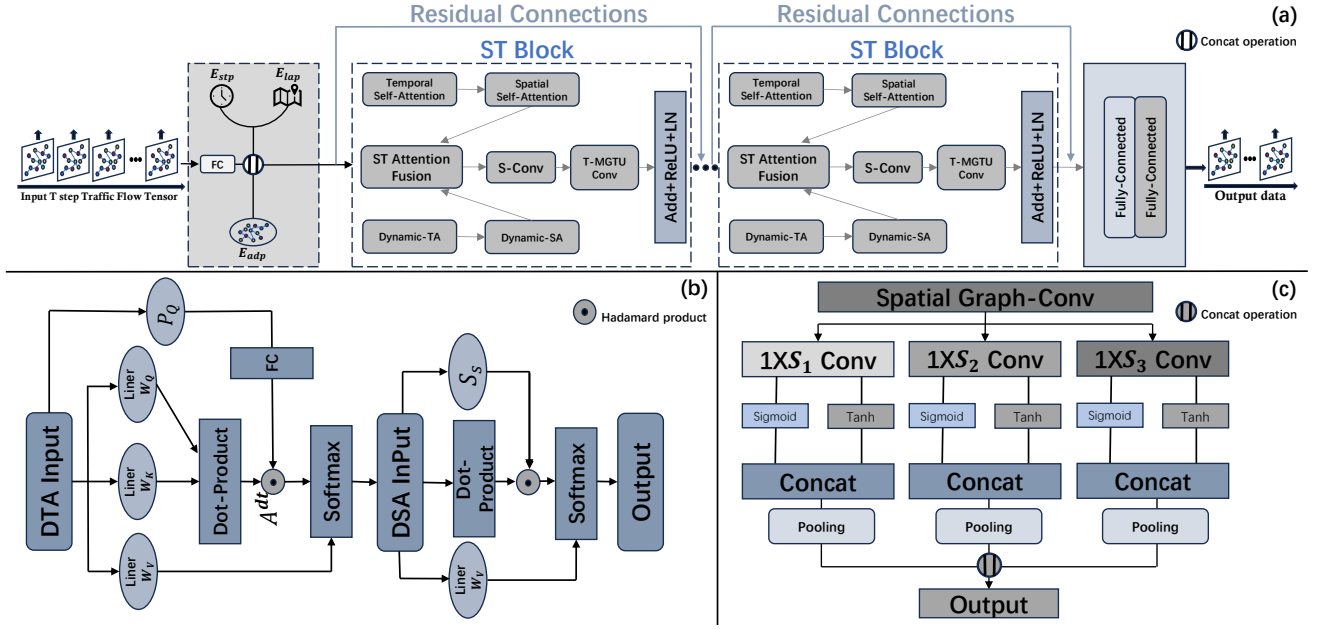 Residual Connections
Residual Connections
(a)
ST Block
ST Block
Concat operation
E_stp
E_lap
Temporal
Self-Attention
Spatial
Self-Attention
Temporal
Self-Attention
Spatial
Self-Attention
FC
ST Attention
Fusion
S-Conv
T-MGTU
Conv
Add+ReLU+LN
ST Attention
Fusion
S-Conv
T-MGTU
Conv
Add+ReLU+LN
Fully-Connected
Fully-Connected
Input T step Traffic Flow Tensor
Output data
E_adp
Dynamic-TA
Dynamic-SA
Dynamic-TA
Dynamic-SA
(b)
Hadamard product
P_Q
FC
Liner
W_Q
S_S
DTA Input
Liner
W_K
Dot-Product
A^dt
Softmax
DSA InPut
Dot-
Product
Softmax
Output
Liner
W_V
Liner
W_V
(c)
Spatial Graph-Conv
Concat operation
1XS_1 Conv
1XS_2 Conv
1XS_3 Conv
Sigmoid
Tanh
Sigmoid
Tanh
Sigmoid
Tanh
Concat
Concat
Concat
Pooling
Pooling
Pooling
Output